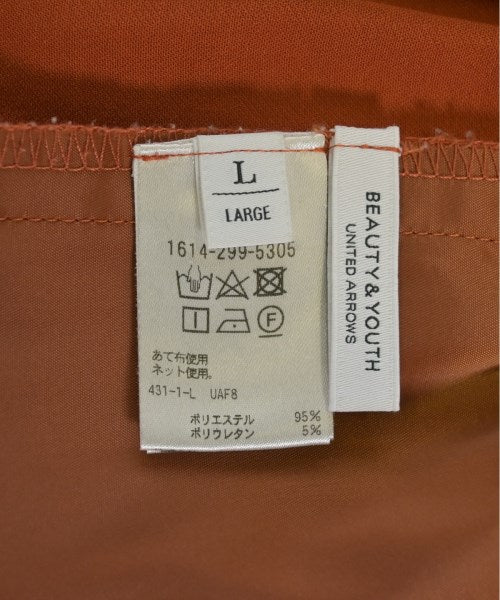 L
LARGE
1614-299-5305
F
あて布使用
ネット使用。
431-1-L UAF8
ポリエステル 95%
ポリウレタン 5%
BEAUTY & YOUTH
UNITED ARROWS